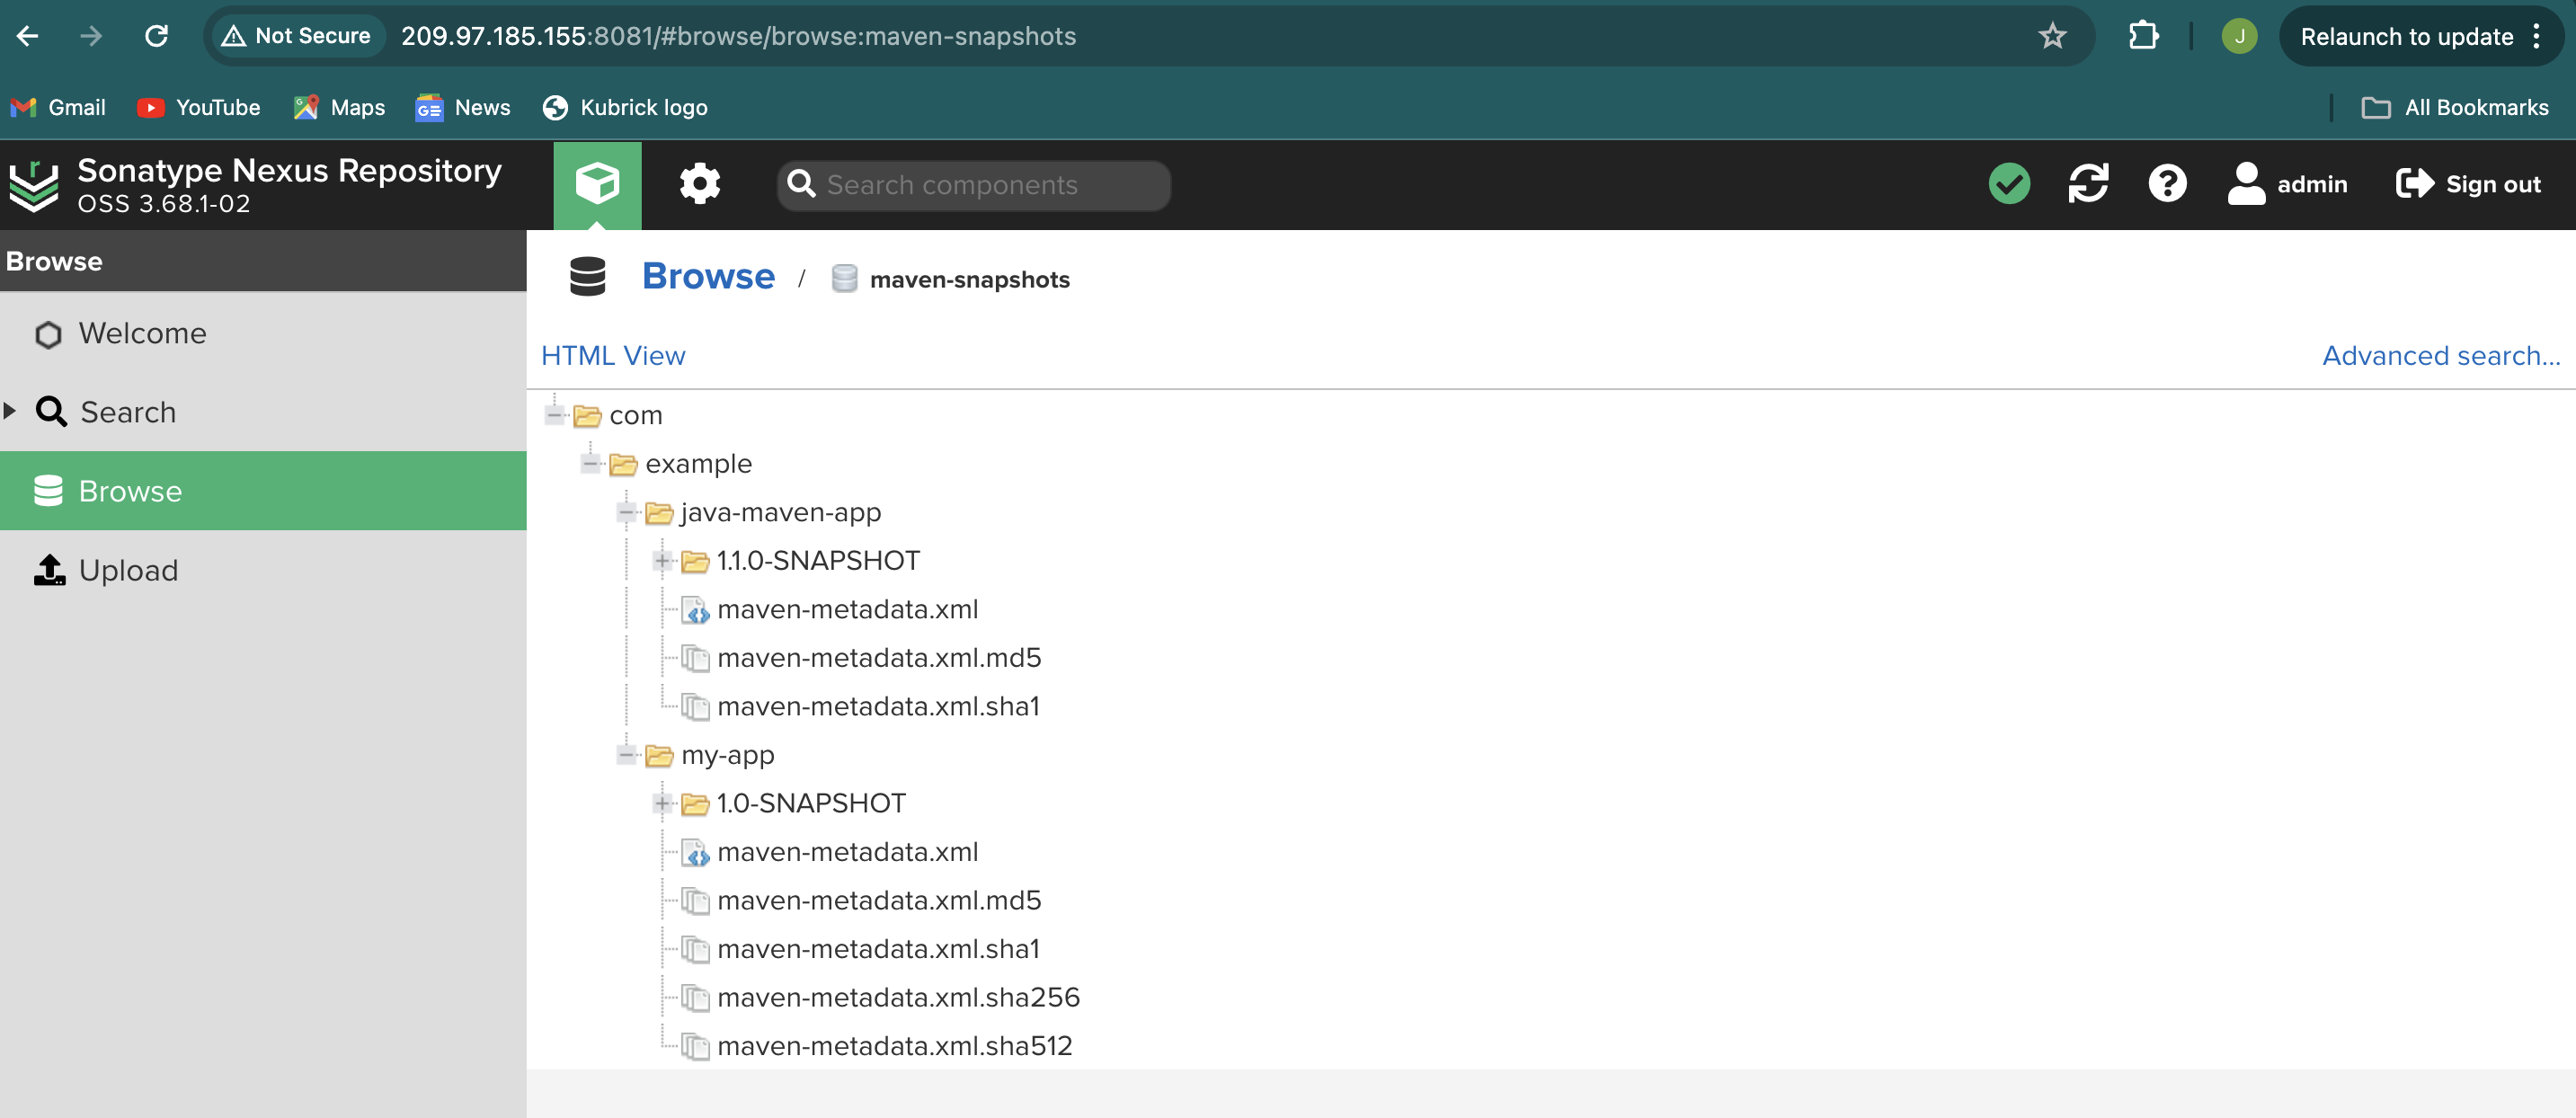 Not Secure 209.97.185.155:8081/#browse/browse:maven-snapshots J Relaunch to update
Gmail YouTube Maps News Kubrick logo All Bookmarks
Sonatype Nexus Repository
OSS 3.68.1-02
Search components
admin Sign out
Browse
Welcome
Search
Browse
Upload
Browse / maven-snapshots
HTML View Advanced search...
com
example
java-maven-app
1.1.0-SNAPSHOT
maven-metadata.xml
maven-metadata.xml.md5
maven-metadata.xml.sha1
my-app
1.0-SNAPSHOT
maven-metadata.xml
maven-metadata.xml.md5
maven-metadata.xml.sha1
maven-metadata.xml.sha256
maven-metadata.xml.sha512